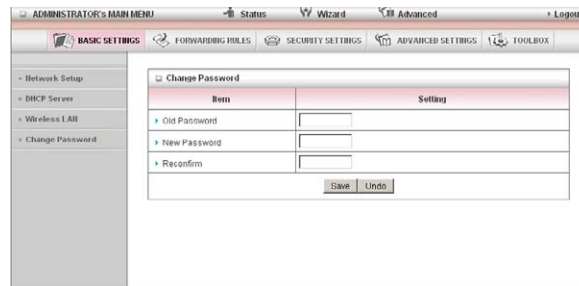 ADMINISTRATOR's MAIN MENU Status Wizard Advanced Logout
BASIC SETTINGS FORWARDING RULES SECURITY SETTINGS ADVANCED SETTINGS TOOLBOX
Network Setup
DHCP Server
Wireless LAN
Change Password
Change Password
Item Setting
Old Password
New Password
Reconfirm
Save Undo